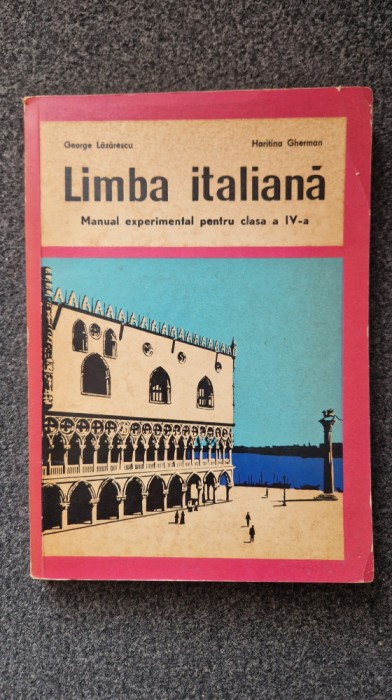 George Lăzărescu Haritina Gherman
Limba italiană
Manual experimental pentru clasa a IV-a